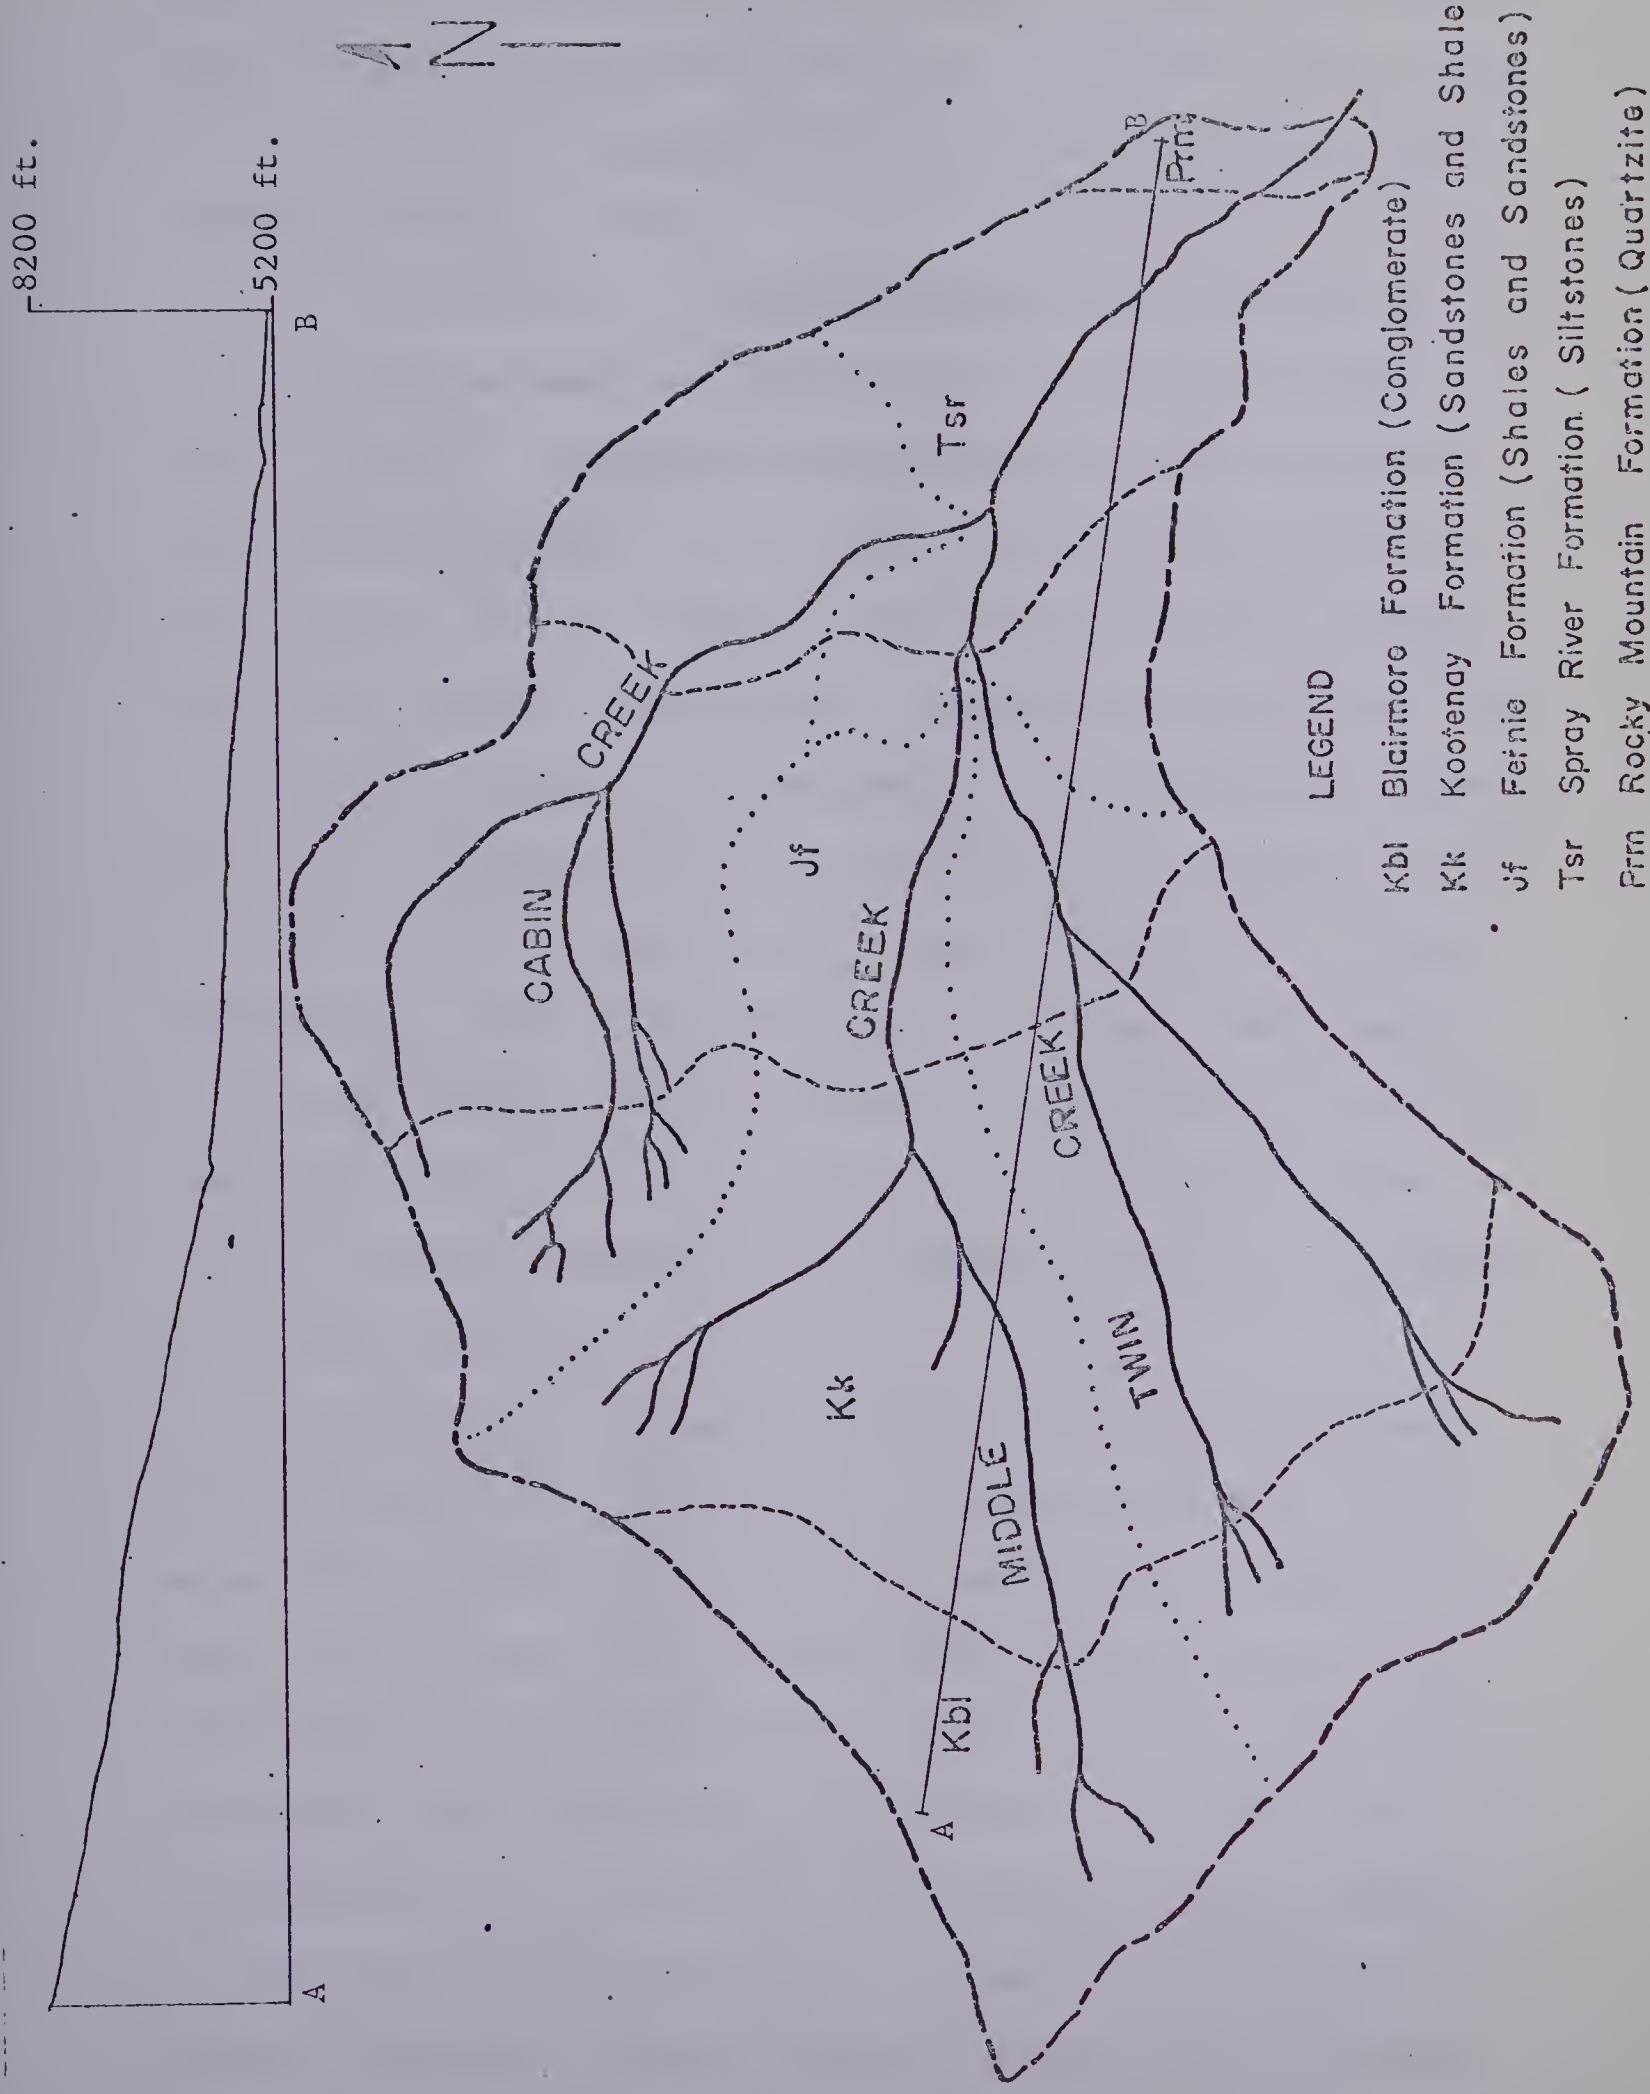 8200 ft.
5200 ft.
A
B
N
CABIN
CREEK
Jf
CREEK
Tsr
B
Prm
Kk
MIDDLE
CREEK
TWIN
A
Kbl
LEGEND
Kbl Blairmore Formation (Conglomerate)
Kk Kootenay Formation (Sandstones and Shale
Jf Fernie Formation (Shales and Sandstones)
Tsr Spray River Formation (Siltstones)
Prm Rocky Mountain Formation (Quartzite)